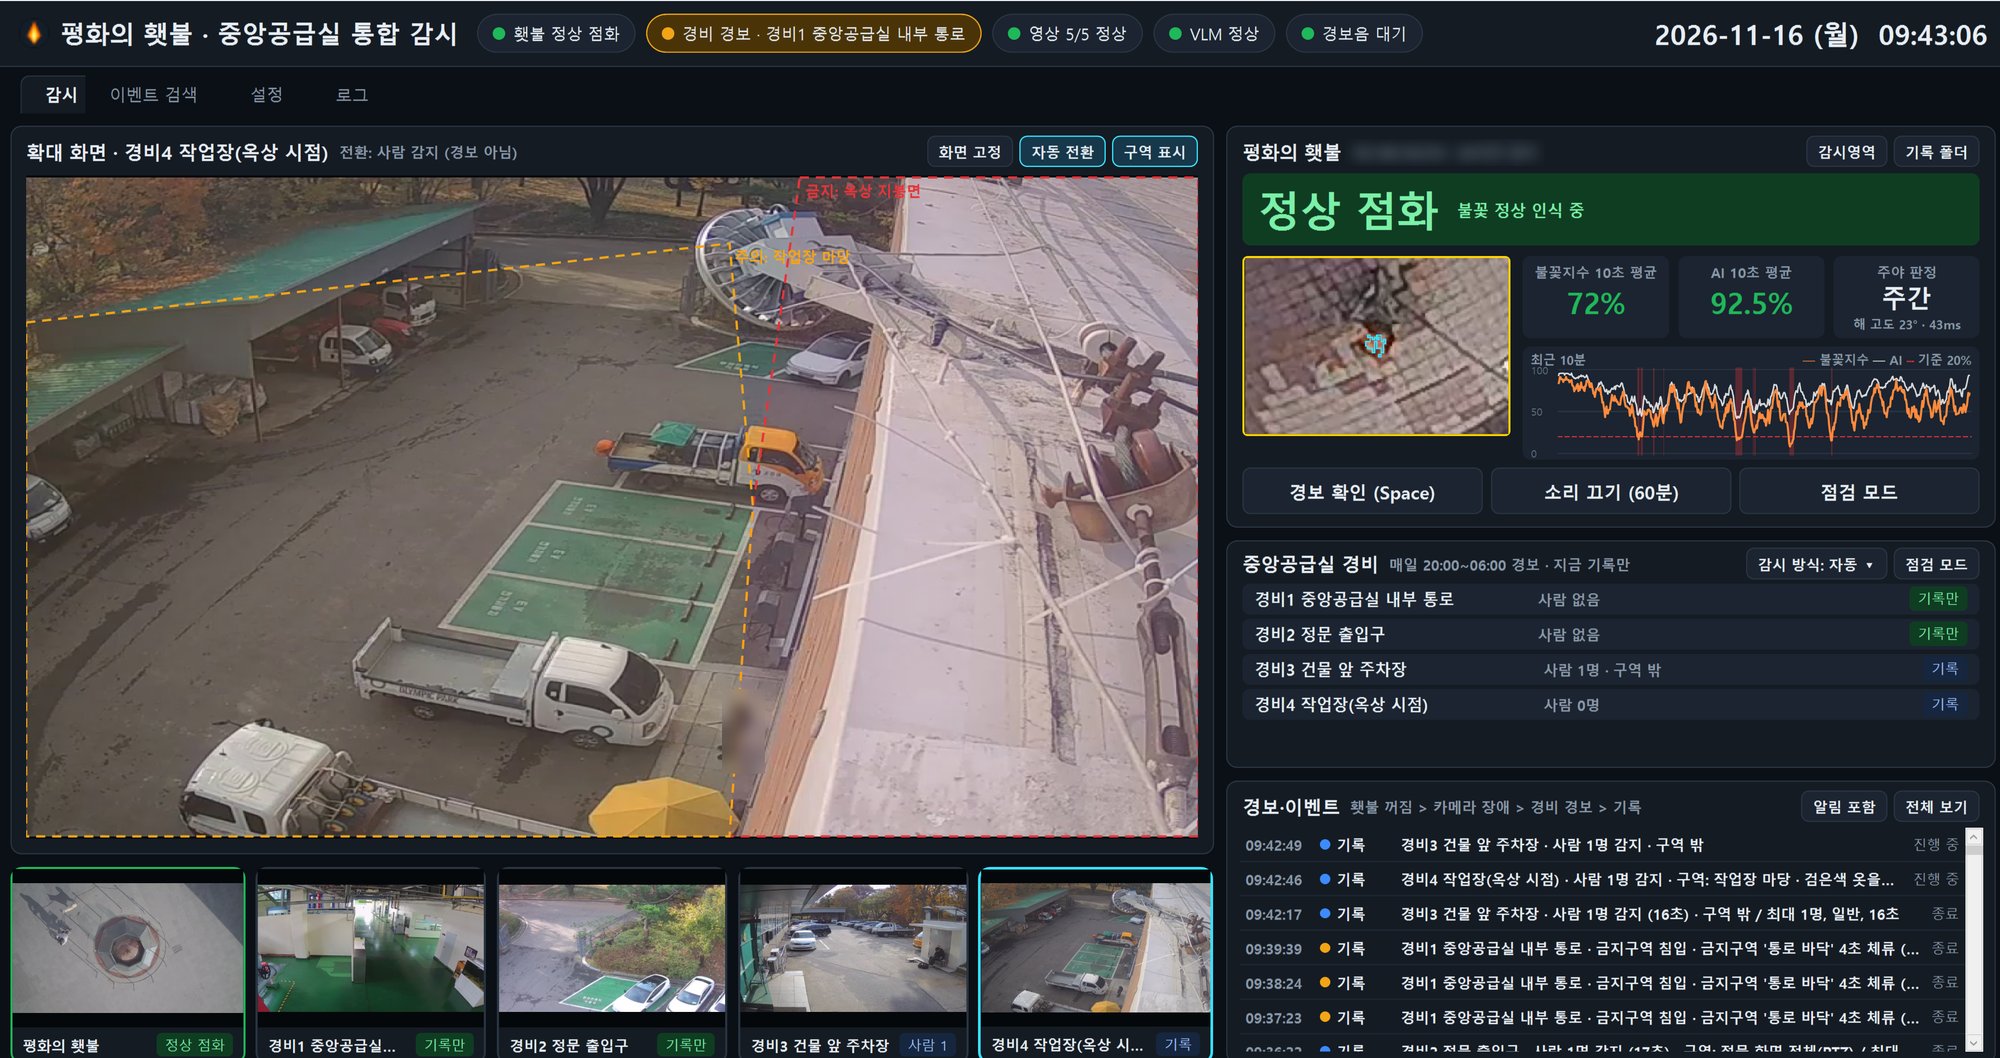 평화의 횃불 · 중앙공급실 통합 감시
횃불 정상 점화
경비 경보 · 경비1 중앙공급실 내부 통로
영상 5/5 정상
VLM 정상
경보음 대기
2026-11-16 (월) 09:43:06
감시
이벤트 검색
설정
로그
확대 화면 · 경비4 작업장(옥상 시점) 전환: 사람 감지 (경보 아님)
화면 고정
자동 전환
구역 표시
금지: 옥상 지붕면
주의: 작업장 마당
OLYMPIC PARK
평화의 횃불
감시영역
기록 폴더
정상 점화 불꽃 정상 인식 중
불꽃지수 10초 평균
72%
AI 10초 평균
92.5%
주야 판정
주간
해 고도 23° · 43ms
최근 10분
불꽃지수 AI 기준 20%
100
50
0
경보 확인 (Space)
소리 끄기 (60분)
점검 모드
중앙공급실 경비 매일 20:00~06:00 경보 · 지금 기록만
감시 방식: 자동 ▾
점검 모드
경비1 중앙공급실 내부 통로 사람 없음 기록만
경비2 정문 출입구 사람 없음 기록만
경비3 건물 앞 주차장 사람 1명 · 구역 밖 기록
경비4 작업장(옥상 시점) 사람 0명 기록
경보·이벤트 횃불 꺼짐 > 카메라 장애 > 경비 경보 > 기록
알림 포함
전체 보기
09:42:49 기록 경비3 건물 앞 주차장 · 사람 1명 감지 · 구역 밖 진행 중
09:42:46 기록 경비4 작업장(옥상 시점) · 사람 1명 감지 · 구역: 작업장 마당 · 검은색 옷을... 진행 중
09:42:17 기록 경비3 건물 앞 주차장 · 사람 1명 감지 (16초) · 구역 밖 / 최대 1명, 일반, 16초 종료
09:39:39 기록 경비1 중앙공급실 내부 통로 · 금지구역 침입 · 금지구역 '통로 바닥' 4초 체류 (... 종료
09:38:24 기록 경비1 중앙공급실 내부 통로 · 금지구역 침입 · 금지구역 '통로 바닥' 4초 체류 (... 종료
09:37:23 기록 경비1 중앙공급실 내부 통로 · 금지구역 침입 · 금지구역 '통로 바닥' 4초 체류 (... 종료
평화의 횃불 정상 점화
경비1 중앙공급실... 기록만
경비2 정문 출입구 기록만
경비3 건물 앞 주차장 사람 1
경비4 작업장(옥상 시... 기록